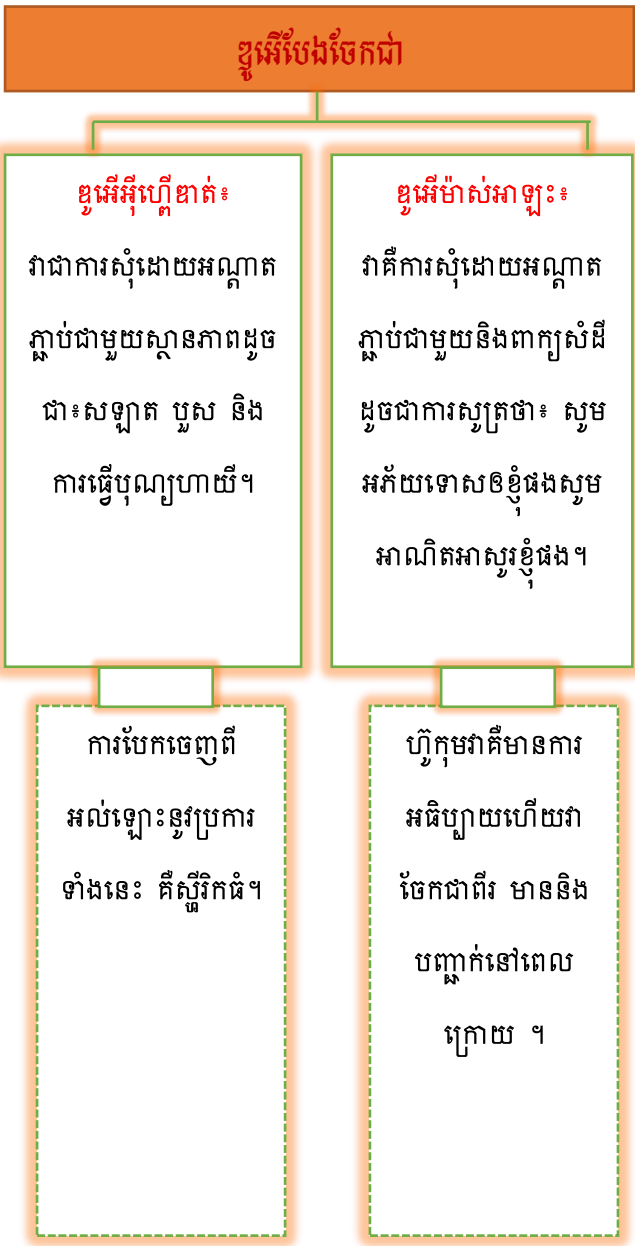 ឌូអើបែងចែកជា
ឌូអើអ៊ីហ្ពើឌាត់៖
វាជាការសុំដោយអណ្តាត
ភ្ជាប់ជាមួយស្ថានភាពដូច
ជា៖សឡាត បួស និង
ការធ្វើបុណ្យហាយី។
ឌូអើម៉ាស់អាឡះ៖
វាគឺការសុំដោយអណ្តាត
ភ្ជាប់ជាមួយនិងពាក្យសំដី
ដូចជាការសូត្រថា៖ សូម
អភ័យទោសឲខ្ញុំផងសូម
អាណិតអាសូរខ្ញុំផង។
ការបែកចេញពី
អល់ឡោះនូវប្រការ
ទាំងនេះ គឺស្ហីរិកធំ។
ហ៊ូកុមវាគឺមានការ
អធិប្បាយហើយវា
ចែកជាពីរ មាននិង
បញ្ជាក់នៅពេល
ក្រោយ ។